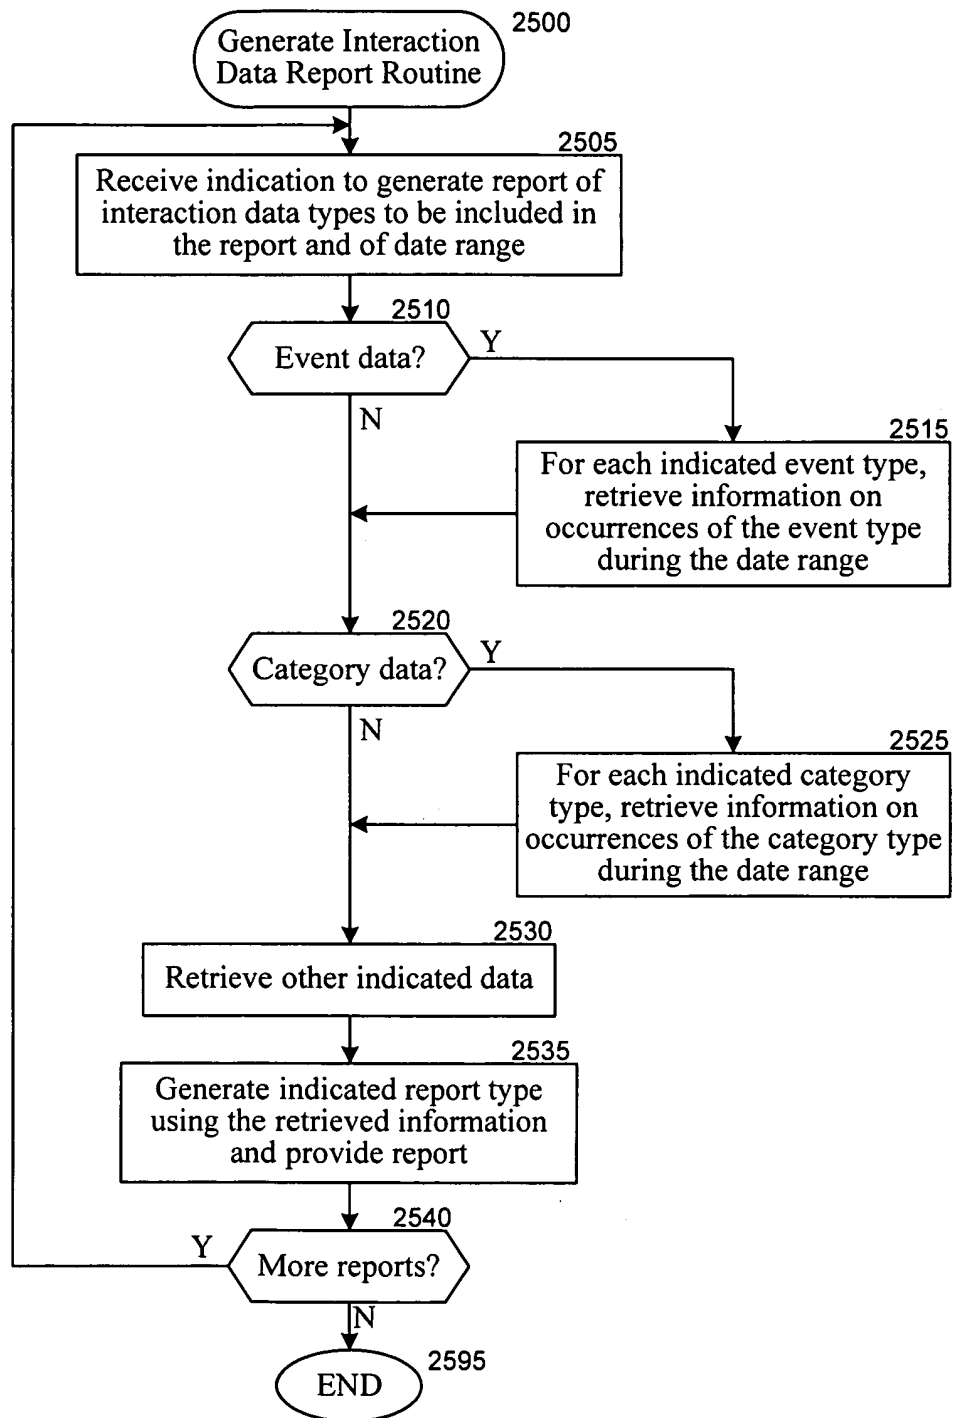 2500
Generate Interaction
Data Report Routine
2505
Receive indication to generate report of
interaction data types to be included in
the report and of date range
2510
Event data?
Y
N
2515
For each indicated event type,
retrieve information on
occurrences of the event type
during the date range
2520
Category data?
Y
N
2525
For each indicated category
type, retrieve information on
occurrences of the category type
during the date range
2530
Retrieve other indicated data
2535
Generate indicated report type
using the retrieved information
and provide report
2540
More reports?
Y
N
2595
END